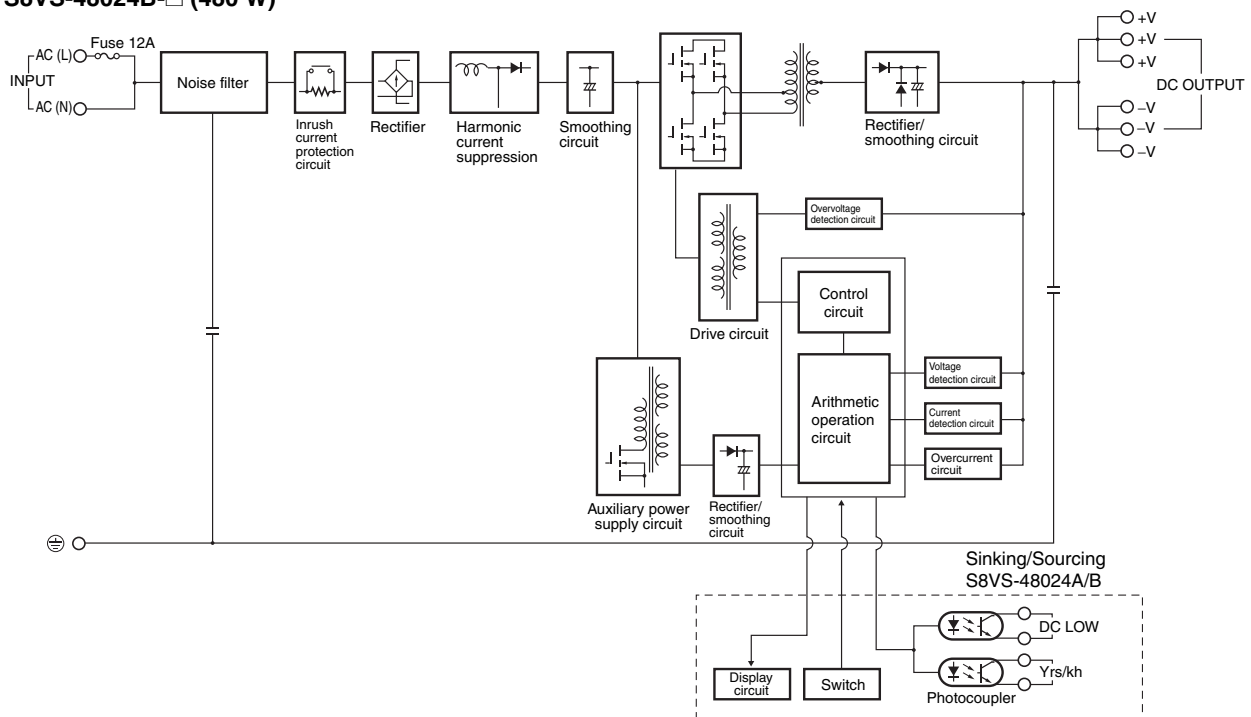 S8VS-48024B-□ (480 W)
AC (L)
Fuse 12A
INPUT
AC (N)
Noise filter
Inrush
current
protection
circuit
Rectifier
Harmonic
current
suppression
Smoothing
circuit
Rectifier/
smoothing circuit
+V
+V
+V
DC OUTPUT
–V
–V
–V
Overvoltage
detection circuit
Drive circuit
Control
circuit
Arithmetic
operation
circuit
Voltage
detection circuit
Current
detection circuit
Overcurrent
circuit
Auxiliary power
supply circuit
Rectifier/
smoothing
circuit
Sinking/Sourcing
S8VS-48024A/B
Display
circuit
Switch
DC LOW
Yrs/kh
Photocoupler